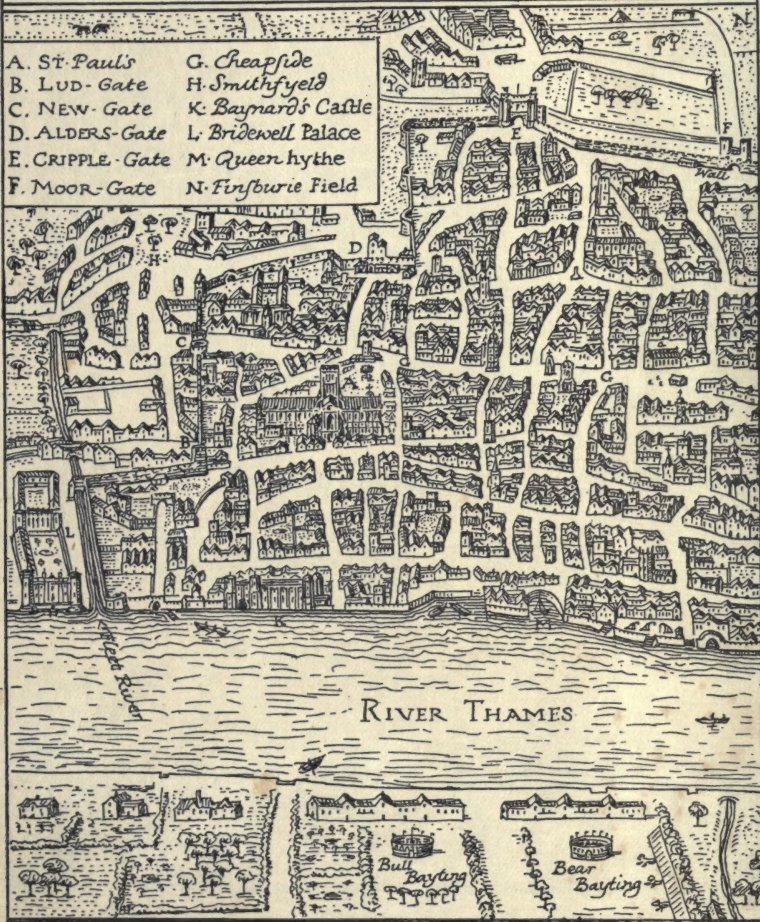 A. St. Paul's
B. Lud-Gate
C. New-Gate
D. Alders-Gate
E. Cripple-Gate
F. Moor-Gate
G. Cheapside
H. Smithfyeld
K. Baynard's Castle
L. Bridewell Palace
M. Queen hythe
N. Finsburie Field
N
E
F
Wall
D
H
C
G
B
L
K
M
Fleet River
River Thames
Bull
Bayting
Bear
Bayting